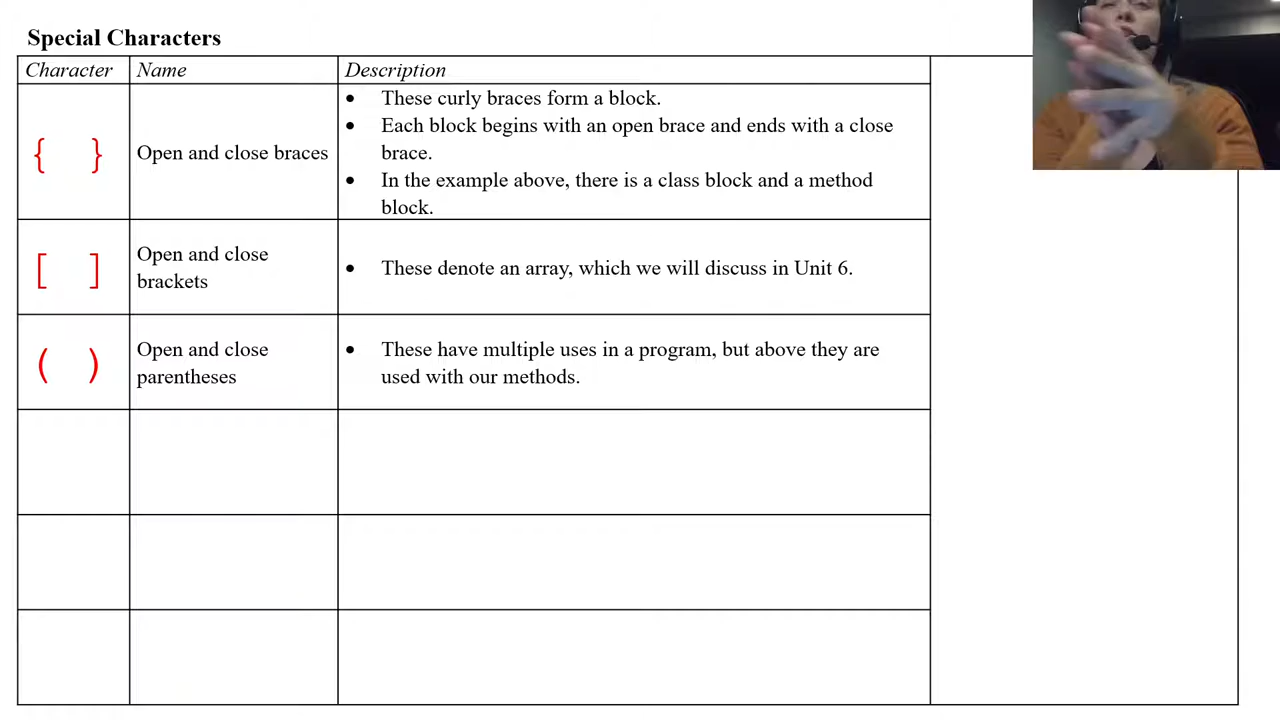 Special Characters
Character Name Description
{ } Open and close braces
• These curly braces form a block.
• Each block begins with an open brace and ends with a close
brace.
• In the example above, there is a class block and a method
block.
[ ] Open and close
brackets
• These denote an array, which we will discuss in Unit 6.
( ) Open and close
parentheses
• These have multiple uses in a program, but above they are
used with our methods.